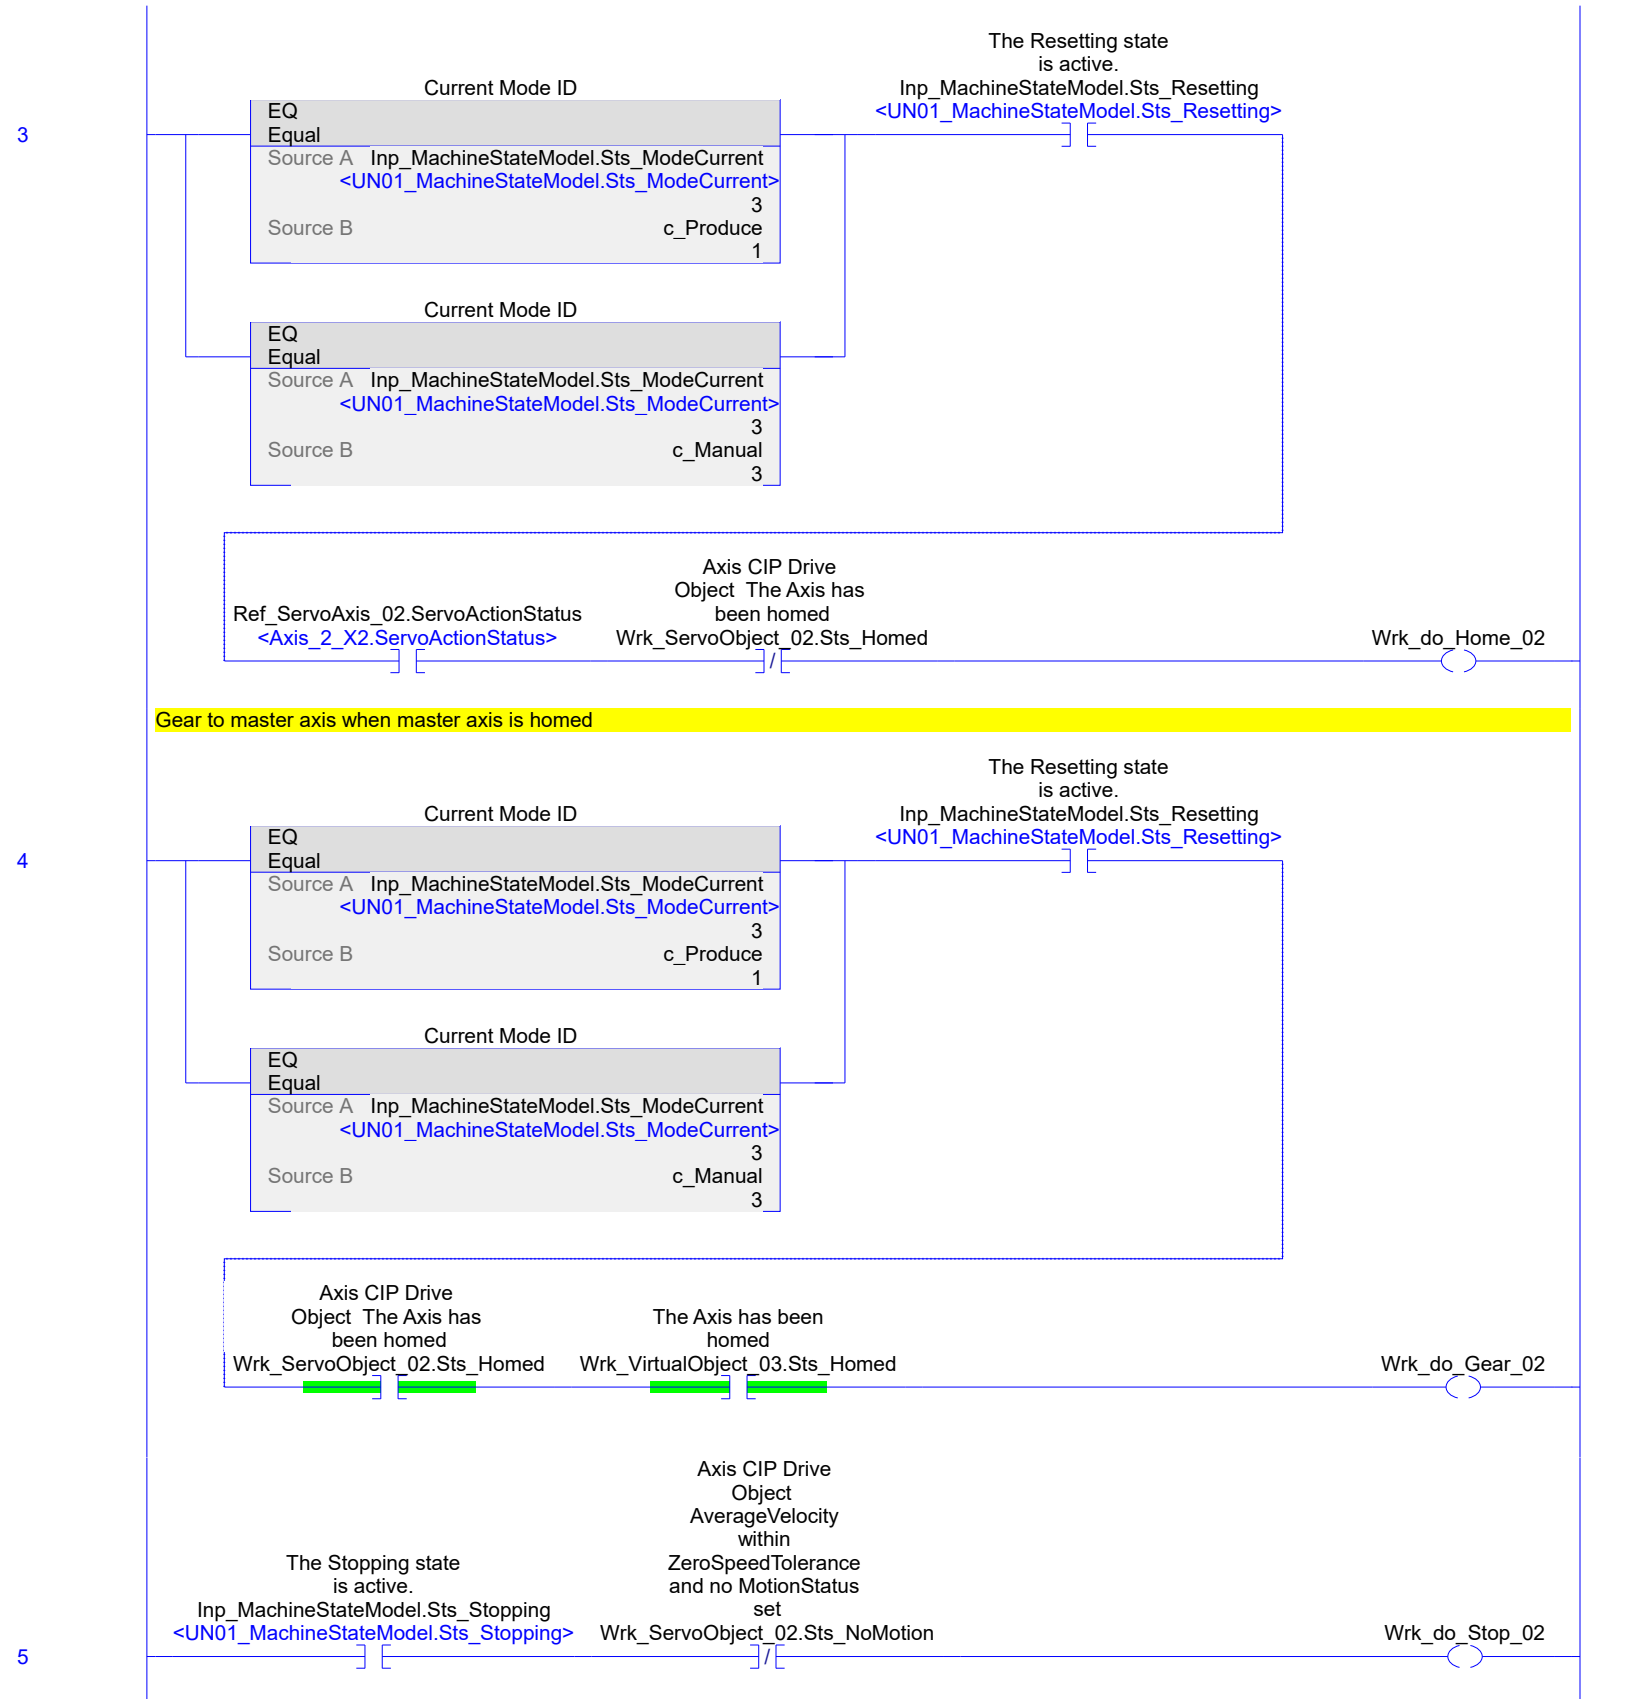 The Resetting state
is active.
Current Mode ID
Inp_MachineStateModel.Sts_Resetting
EQ
<UN01_MachineStateModel.Sts_Resetting>
3
Equal
Source A Inp_MachineStateModel.Sts_ModeCurrent
<UN01_MachineStateModel.Sts_ModeCurrent>
3
Source B c_Produce
1
Current Mode ID
EQ
Equal
Source A Inp_MachineStateModel.Sts_ModeCurrent
<UN01_MachineStateModel.Sts_ModeCurrent>
3
Source B c_Manual
3
Axis CIP Drive
Object  The Axis has
been homed
Ref_ServoAxis_02.ServoActionStatus
<Axis_2_X2.ServoActionStatus>
Wrk_ServoObject_02.Sts_Homed
Wrk_do_Home_02
/
Gear to master axis when master axis is homed
The Resetting state
is active.
Current Mode ID
Inp_MachineStateModel.Sts_Resetting
EQ
<UN01_MachineStateModel.Sts_Resetting>
4
Equal
Source A Inp_MachineStateModel.Sts_ModeCurrent
<UN01_MachineStateModel.Sts_ModeCurrent>
3
Source B c_Produce
1
Current Mode ID
EQ
Equal
Source A Inp_MachineStateModel.Sts_ModeCurrent
<UN01_MachineStateModel.Sts_ModeCurrent>
3
Source B c_Manual
3
Axis CIP Drive
Object  The Axis has
been homed
Wrk_ServoObject_02.Sts_Homed
The Axis has been
homed
Wrk_VirtualObject_03.Sts_Homed
Wrk_do_Gear_02
Axis CIP Drive
Object
AverageVelocity
within
ZeroSpeedTolerance
and no MotionStatus
set
The Stopping state
is active.
Inp_MachineStateModel.Sts_Stopping
<UN01_MachineStateModel.Sts_Stopping>
Wrk_ServoObject_02.Sts_NoMotion
Wrk_do_Stop_02
5
/